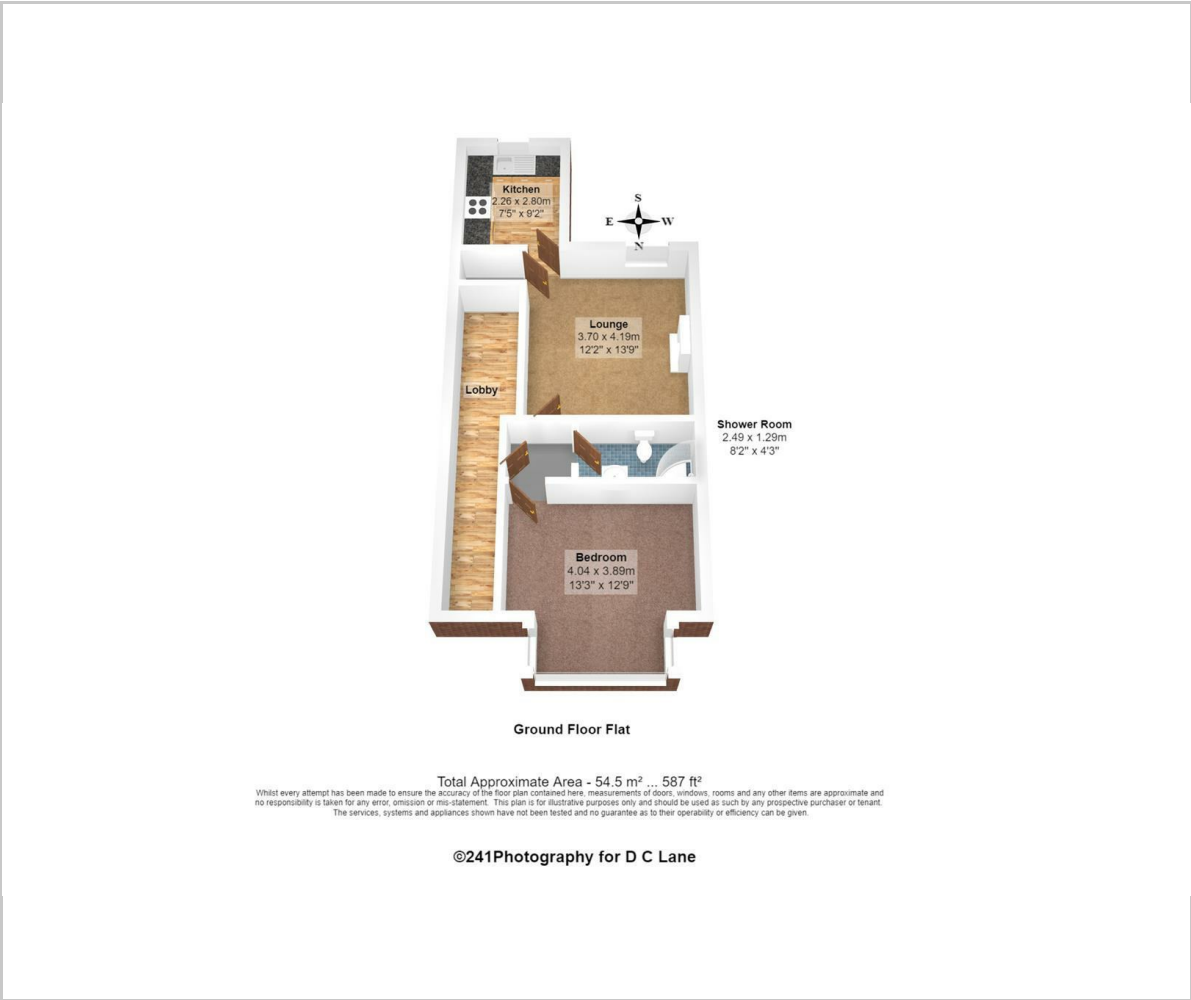 Kitchen
2.26 x 2.80m
7'5" x 9'2"
S
E W
N
Lounge
3.70 x 4.19m
12'2" x 13'9"
Lobby
Shower Room
2.49 x 1.29m
8'2" x 4'3"
Bedroom
4.04 x 3.89m
13'3" x 12'9"
Ground Floor Flat
Total Approximate Area - 54.5 m² ... 587 ft²
Whilst every attempt has been made to ensure the accuracy of the floor plan contained here, measurements of doors, windows, rooms and any other items are approximate and
no responsibility is taken for any error, omission or mis-statement. This plan is for illustrative purposes only and should be used as such by any prospective purchaser or tenant.
The services, systems and appliances shown have not been tested and no guarantee as to their operability or efficiency can be given.
©241Photography for D C Lane